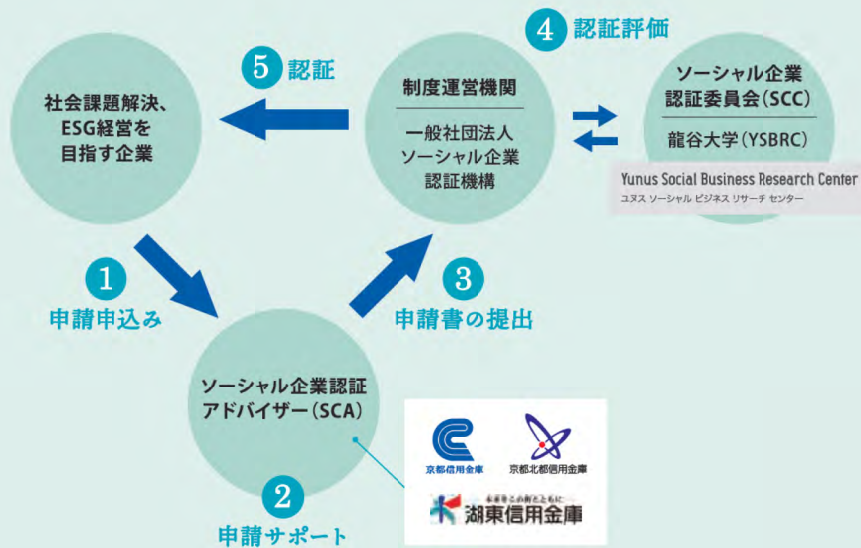 社会課題解決、
ESG経営を
目指す企業
5 認証
制度運営機関
一般社団法人
ソーシャル企業
認証機構
4 認証評価
ソーシャル企業
認証委員会(SCC)
龍谷大学(YSBRC)
Yunus Social Business Research Center
ユヌス ソーシャル ビジネス リサーチ センター
1
申請申込み
3
申請書の提出
ソーシャル企業認証
アドバイザー(SCA)
2
申請サポート
京都信用金庫
京都北都信用金庫
未来をこの街とともに
湖東信用金庫